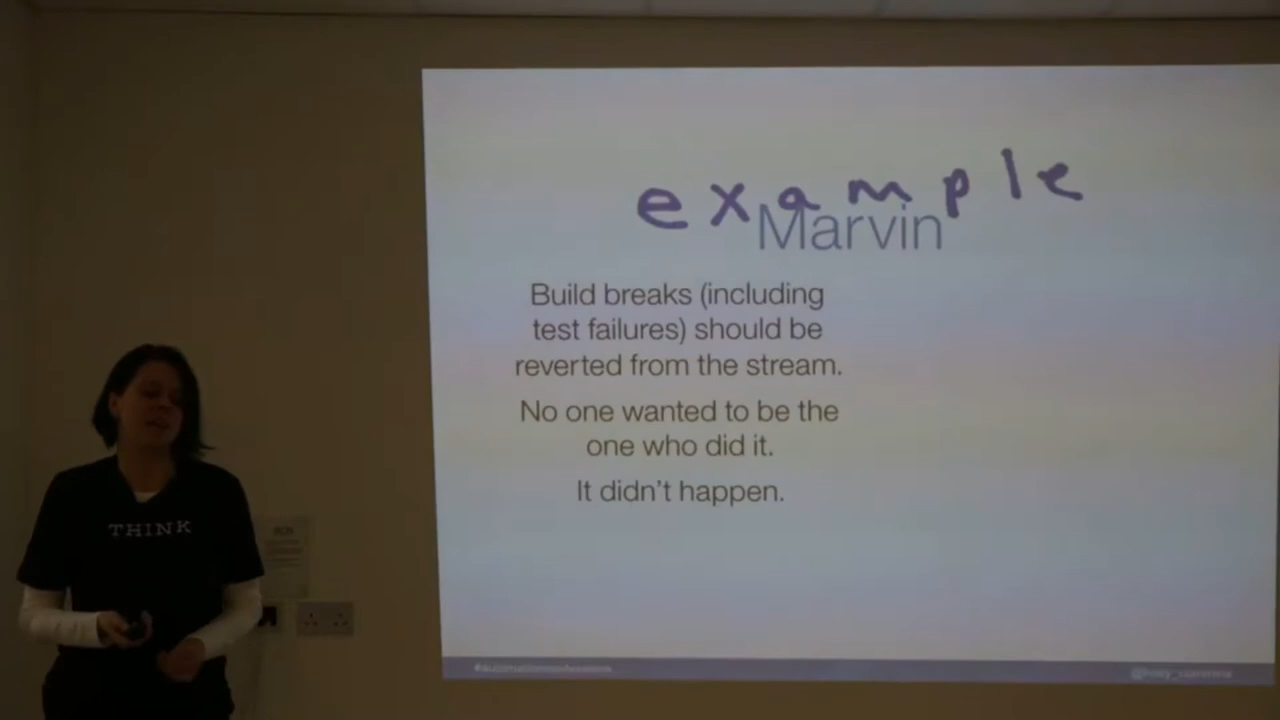 example
Marvin
Build breaks (including
test failures) should be
reverted from the stream.
No one wanted to be the
one who did it.
It didn't happen.
THINK